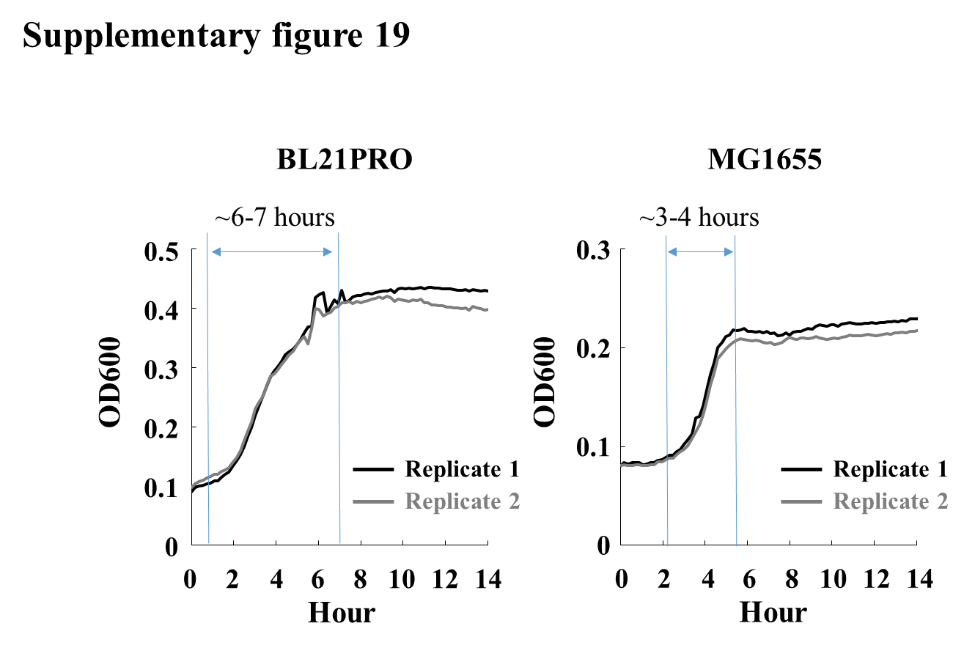 Supplementary figure 19
BL21PRO
~6-7 hours
0.5
0.4
0.3
0.2
0.1
0
OD600
Replicate 1
Replicate 2
0 2 4 6 8 10 12 14
Hour
MG1655
~3-4 hours
0.3
0.2
0.1
0
OD600
Replicate 1
Replicate 2
0 2 4 6 8 10 12 14
Hour